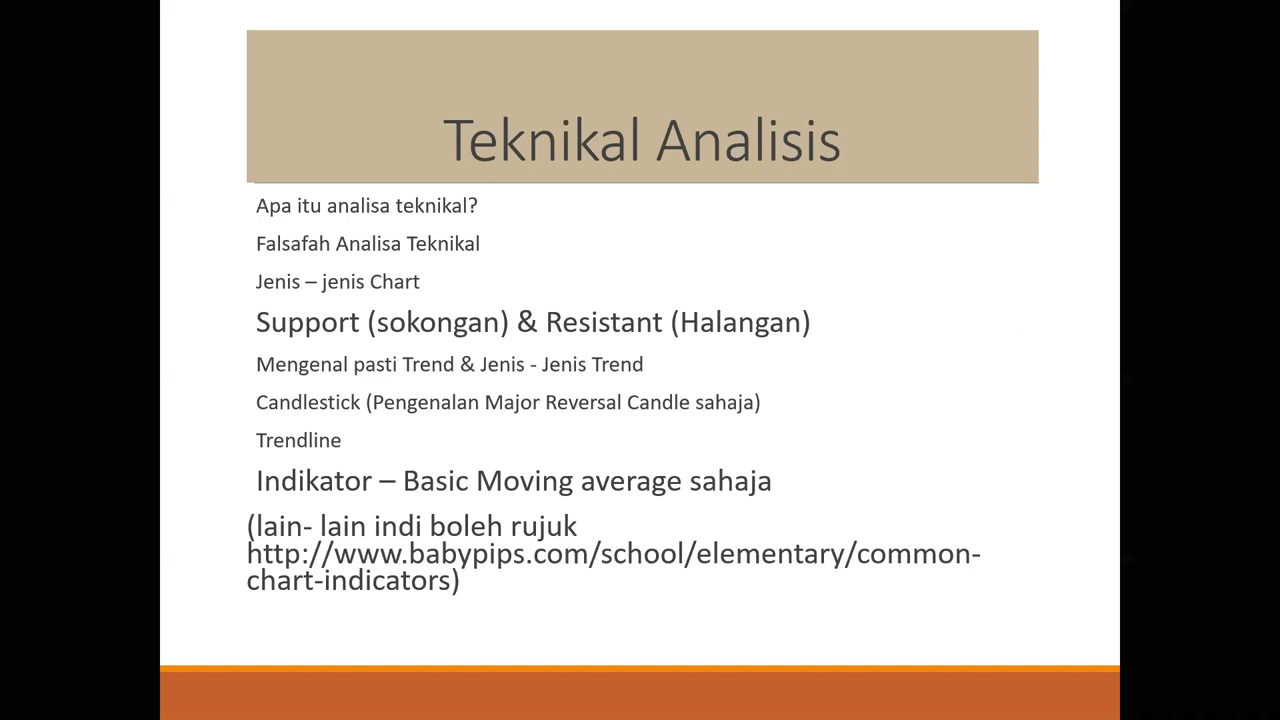 Teknikal Analisis
Apa itu analisa teknikal?
Falsafah Analisa Teknikal
Jenis – jenis Chart
Support (sokongan) & Resistant (Halangan)
Mengenal pasti Trend & Jenis - Jenis Trend
Candlestick (Pengenalan Major Reversal Candle sahaja)
Trendline
Indikator – Basic Moving average sahaja
(lain- lain indi boleh rujuk
http://www.babypips.com/school/elementary/common-
chart-indicators)